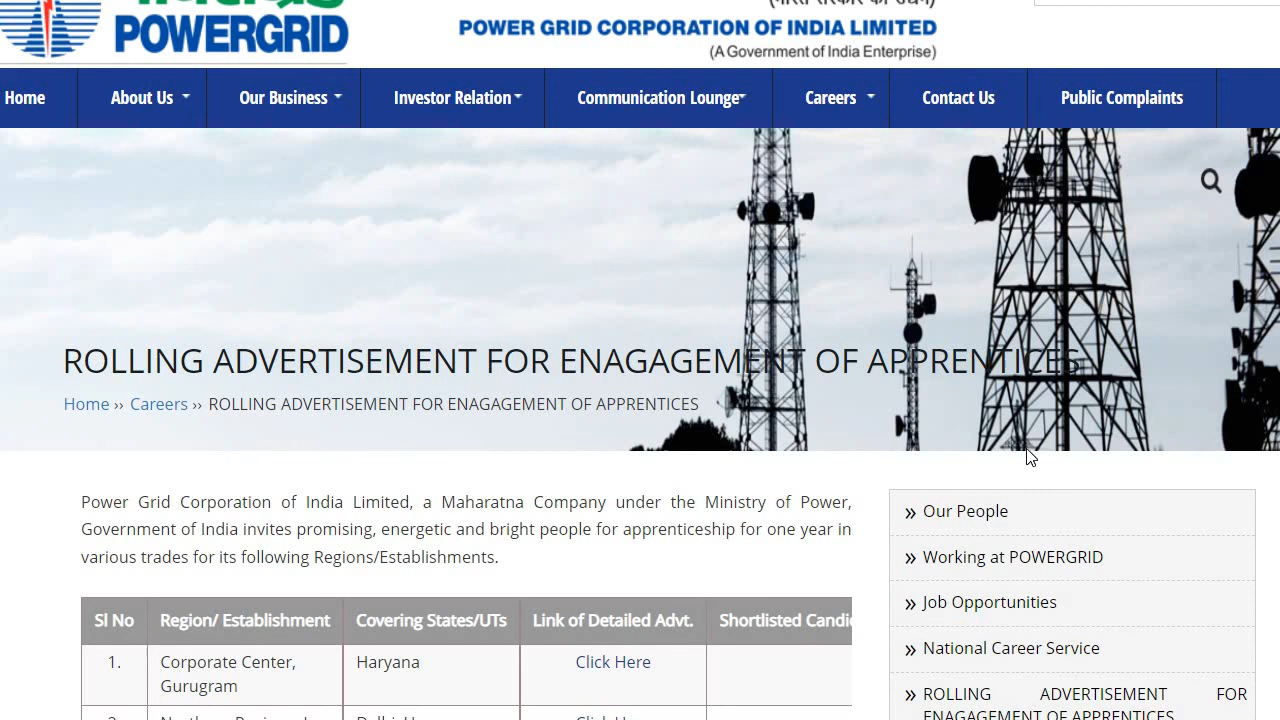 POWERGRID
POWER GRID CORPORATION OF INDIA LIMITED
(A Government of India Enterprise)
Home About Us Our Business Investor Relation Communication Lounge Careers Contact Us Public Complaints
ROLLING ADVERTISEMENT FOR ENAGAGEMENT OF APPRENTICES
Home ›› Careers ›› ROLLING ADVERTISEMENT FOR ENAGAGEMENT OF APPRENTICES
Power Grid Corporation of India Limited, a Maharatna Company under the Ministry of Power,
Government of India invites promising, energetic and bright people for apprenticeship for one year in
various trades for its following Regions/Establishments.
Sl No Region/ Establishment Covering States/UTs Link of Detailed Advt. Shortlisted
1. Corporate Center, Haryana Click Here
Gurugram
» Our People
» Working at POWERGRID
» Job Opportunities
» National Career Service
» ROLLING ADVERTISEMENT FOR
ENAGAGEMENT OF APPRENTICES